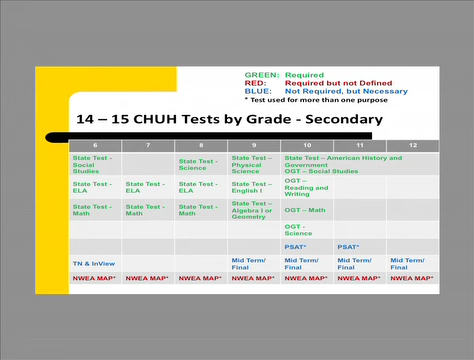 GREEN: Required
RED: Required but not Defined
BLUE: Not Required, but Necessary
* Test used for more than one purpose
14 – 15 CHUH Tests by Grade - Secondary
6 7 8 9 10 11 12
State Test - Social Studies
State Test - Science
State Test – Physical Science
State Test – American History and Government
OGT – Social Studies
State Test - ELA
State Test - ELA
State Test - ELA
State Test – English I
OGT – Reading and Writing
State Test - Math
State Test - Math
State Test - Math
State Test – Algebra I or Geometry
OGT – Math
OGT - Science
PSAT* PSAT*
TN & InView
Mid Term/ Final
Mid Term/ Final
Mid Term/ Final
Mid Term/ Final
NWEA MAP* NWEA MAP* NWEA MAP* NWEA MAP* NWEA MAP* NWEA MAP* NWEA MAP*